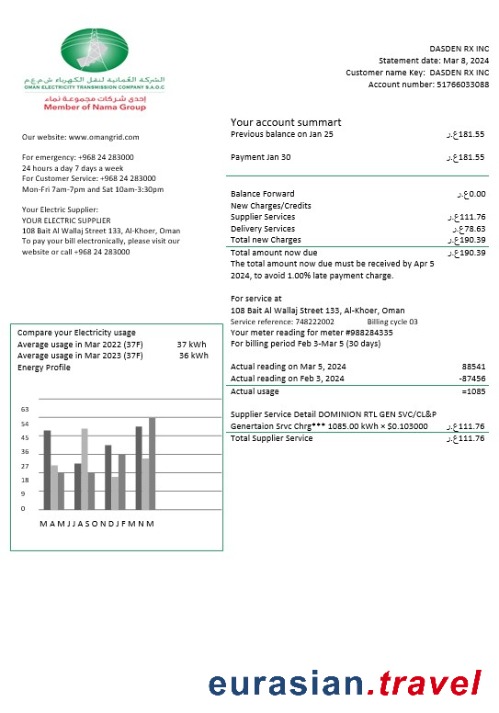 الشركة العُمانية لنقل الكهرباء ش.م.ع.م
OMAN ELECTRICITY TRANSMISSION COMPANY S.A.O.C
إحدى شركات مجموعة نماء
Member of Nama Group
DASDEN RX INC
Statement date: Mar 8, 2024
Customer name Key: DASDEN RX INC
Account number: 51766033088
Our website: www.omangrid.com
For emergency: +968 24 283000
24 hours a day 7 days a week
For Customer Service: +968 24 283000
Mon-Fri 7am-7pm and Sat 10am-3:30pm
Your Electric Supplier:
YOUR ELECTRIC SUPPLIER
108 Bait Al Wallaj Street 133, Al-Khoer, Oman
To pay your bill electronically, please visit our
website or call +968 24 283000
Your account summart
Previous balance on Jan 25 ر.ع.181.55
Payment Jan 30 ر.ع.181.55
Balance Forward ر.ع.0.00
New Charges/Credits
Supplier Services ر.ع.111.76
Delivery Services ر.ع.78.63
Total new Charges ر.ع.190.39
Total amount now due ر.ع.190.39
The total amount now due must be received by Apr 5
2024, to avoid 1.00% late payment charge.
For service at
108 Bait Al Wallaj Street 133, Al-Khoer, Oman
Service reference: 748222002 Billing cycle 03
Your meter reading for meter #988284335
For billing period Feb 3-Mar 5 (30 days)
Actual reading on Mar 5, 2024 88541
Actual reading on Feb 3, 2024 -87456
Actual usage =1085
Supplier Service Detail DOMINION RTL GEN SVC/CL&P
Genertaion Srvc Chrg*** 1085.00 kWh × $0.103000 ر.ع.111.76
Total Supplier Service ر.ع.111.76
Compare your Electricity usage
Average usage in Mar 2022 (37F) 37 kWh
Average usage in Mar 2023 (37F) 36 kWh
Energy Profile
63
54
45
36
27
18
9
0
M A M J J A S O N D J F M N M
eurasian.travel